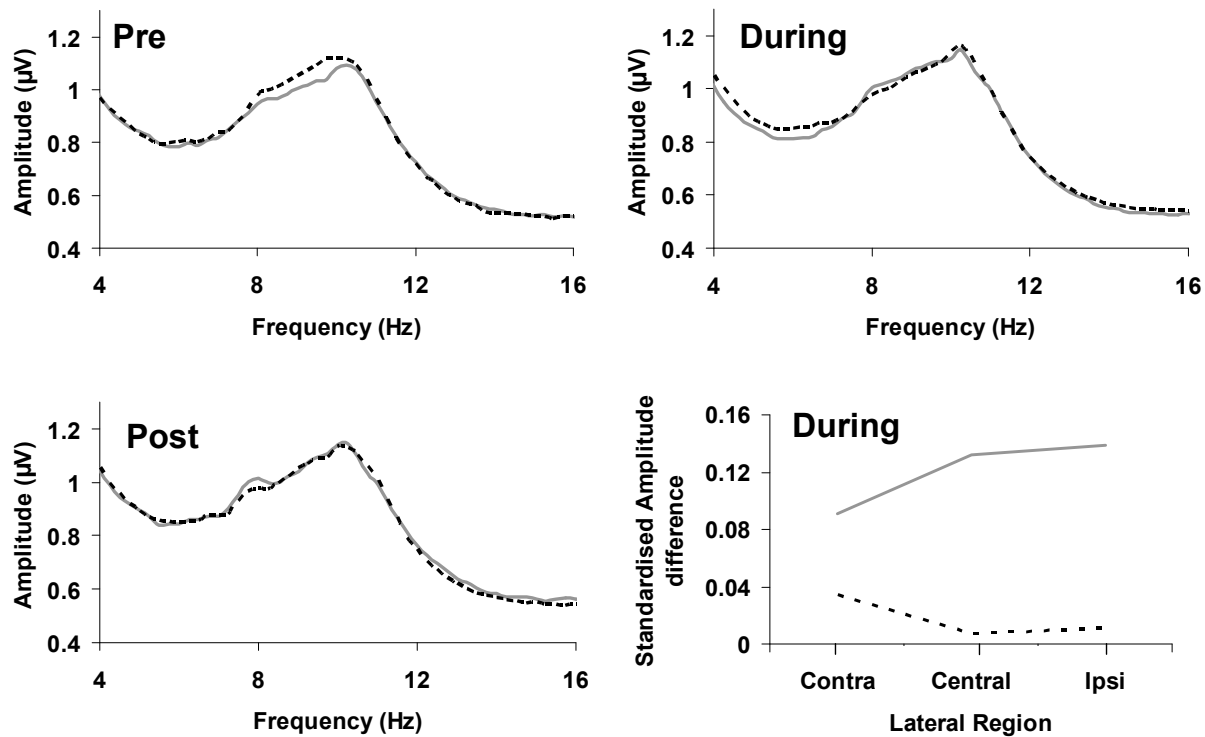 Pre
Amplitude (µV)
1.2
1
0.8
0.6
0.4
4 8 12 16
Frequency (Hz)
During
Amplitude (µV)
1.2
1
0.8
0.6
0.4
4 8 12 16
Frequency (Hz)
Post
Amplitude (µV)
1.2
1
0.8
0.6
0.4
4 8 12 16
Frequency (Hz)
During
Standardised Amplitude
difference
0.16
0.12
0.08
0.04
0
Contra Central Ipsi
Lateral Region